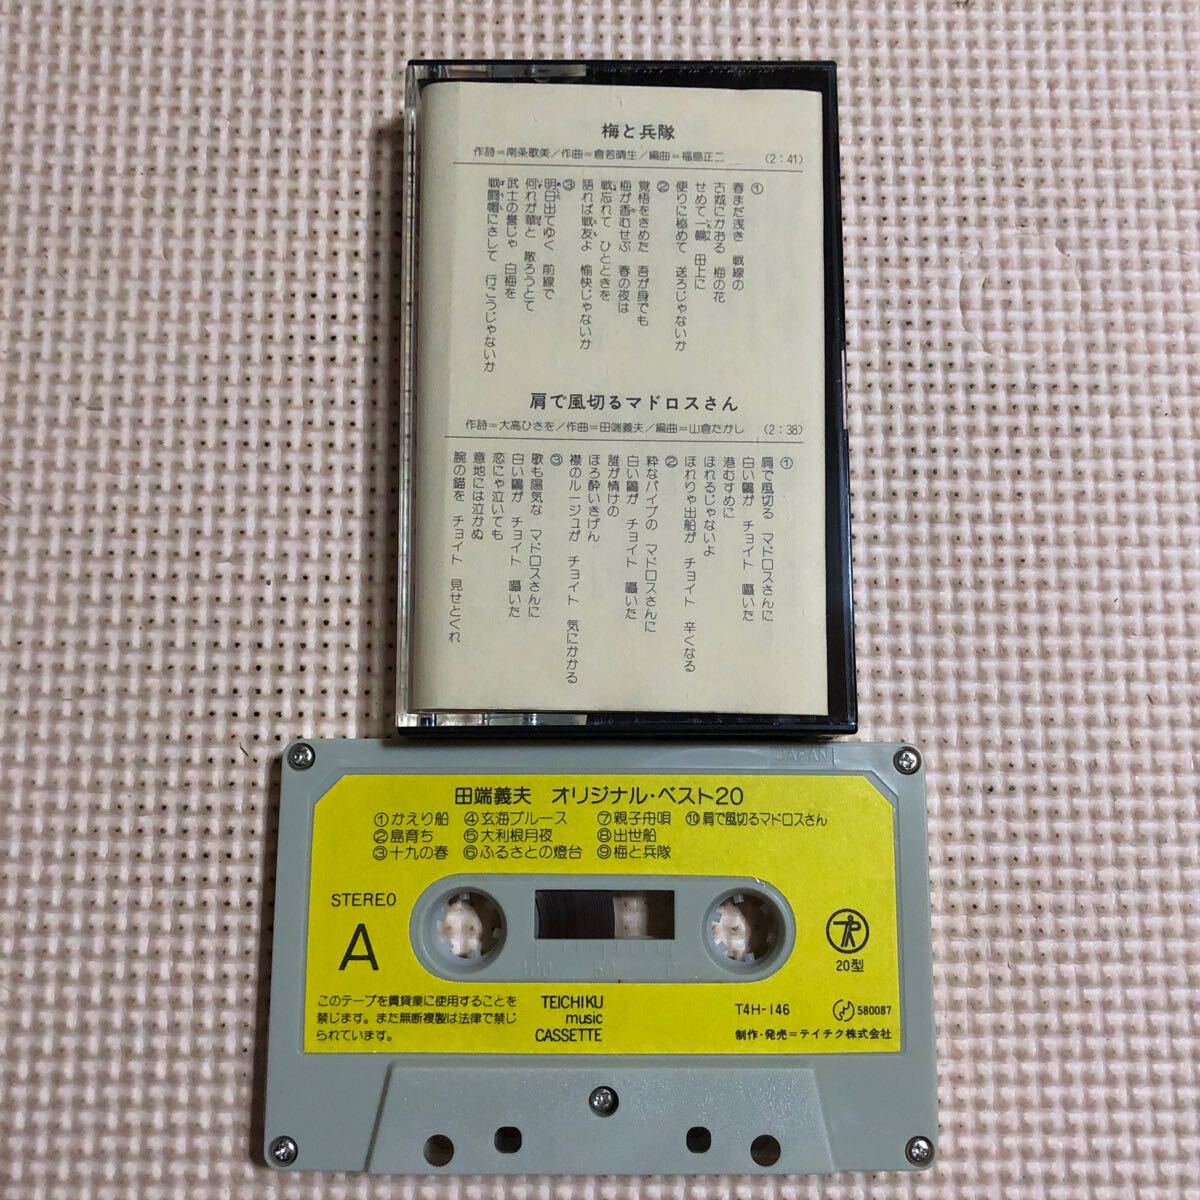 梅と兵隊
作詩＝南条歌美／作曲＝倉若晴生／編曲＝福島正二 (2:41)
①
春まだ浅き 戦線の
古城にかおる 梅の花
せめて一輪 母上に
便りに秘めて 送ろじゃないか
②
覚悟をきめた 吾が身でも
梅が香むせぶ 春の夜は
戦忘れて ひとときを
語れば戦友よ 愉快じゃないか
③
明日出てゆく 前線で
何れが華と 散ろうとて
武士の誉じゃ 白梅を
戦闘帽にさして 行こうじゃないか
肩で風切るマドロスさん
作詩＝大高ひさを／作曲＝田端義夫／編曲＝山倉たかし (2:38)
①
肩で風切る マドロスさんに
白い鷗が チョイト 囁いた
港むすめに
ほれるじゃないよ
ほれりゃ出船が チョイト 辛くなる
②
粋なパイプの マドロスさんに
白い鷗が チョイト 囁いた
誰が情けの
ほろ酔いきげん
襟のルージュが チョイト 気にかかる
③
歌も陽気な マドロスさんに
白い鷗が チョイト 囁いた
恋にゃ泣いても
意地には泣かぬ
腕の錨を チョイト 見せとくれ
JAPAN
田端義夫 オリジナル・ベスト20
①かえり船 ④玄海ブルース ⑦親子舟唄 ⑩肩で風切るマドロスさん
②島育ち ⑤大利根月夜 ⑧出世船
③十九の春 ⑥ふるさとの燈台 ⑨梅と兵隊
STEREO
A
100 50 0
20型
このテープを賃貸業に使用することを
禁じます。また無断複製は法律で禁じ
られています。
TEICHIKU
music
CASSETTE
T4H-146 580087
制作・発売＝テイチク株式会社